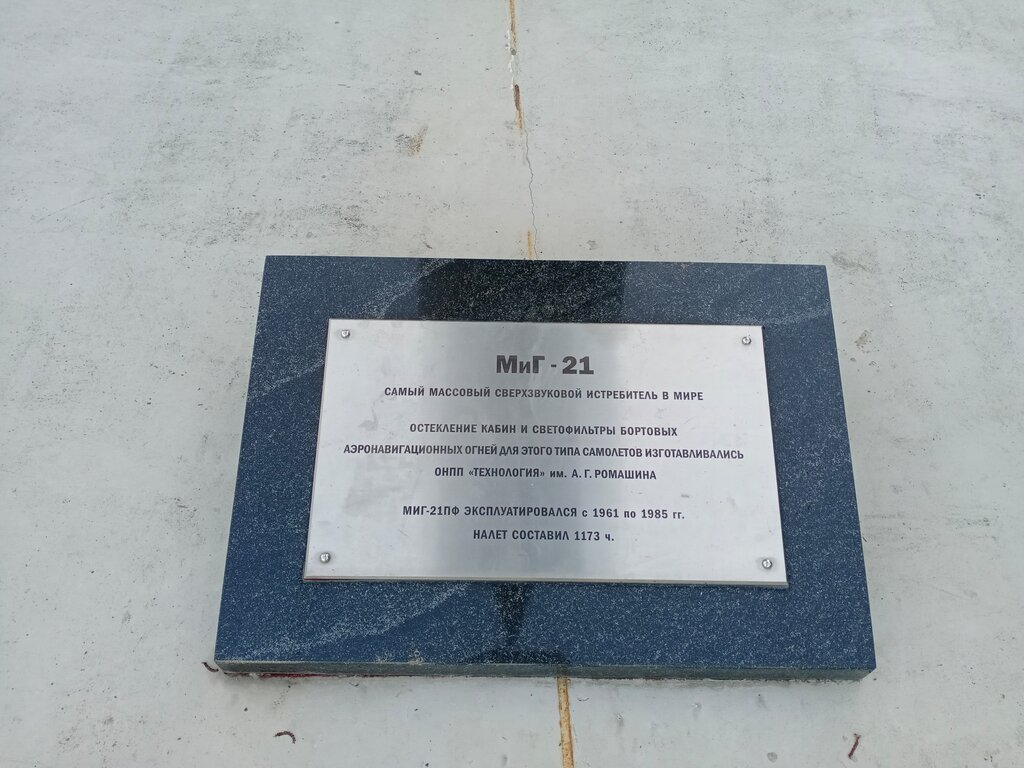 МиГ - 21
САМЫЙ МАССОВЫЙ СВЕРХЗВУКОВОЙ ИСТРЕБИТЕЛЬ В МИРЕ
ОСТЕКЛЕНИЕ КАБИН И СВЕТОФИЛЬТРЫ БОРТОВЫХ
АЭРОНАВИГАЦИОННЫХ ОГНЕЙ ДЛЯ ЭТОГО ТИПА САМОЛЕТОВ ИЗГОТАВЛИВАЛИСЬ
ОНПП «ТЕХНОЛОГИЯ» им. А. Г. РОМАШИНА
МИГ-21ПФ ЭКСПЛУАТИРОВАЛСЯ с 1961 по 1985 гг.
НАЛЕТ СОСТАВИЛ 1173 ч.